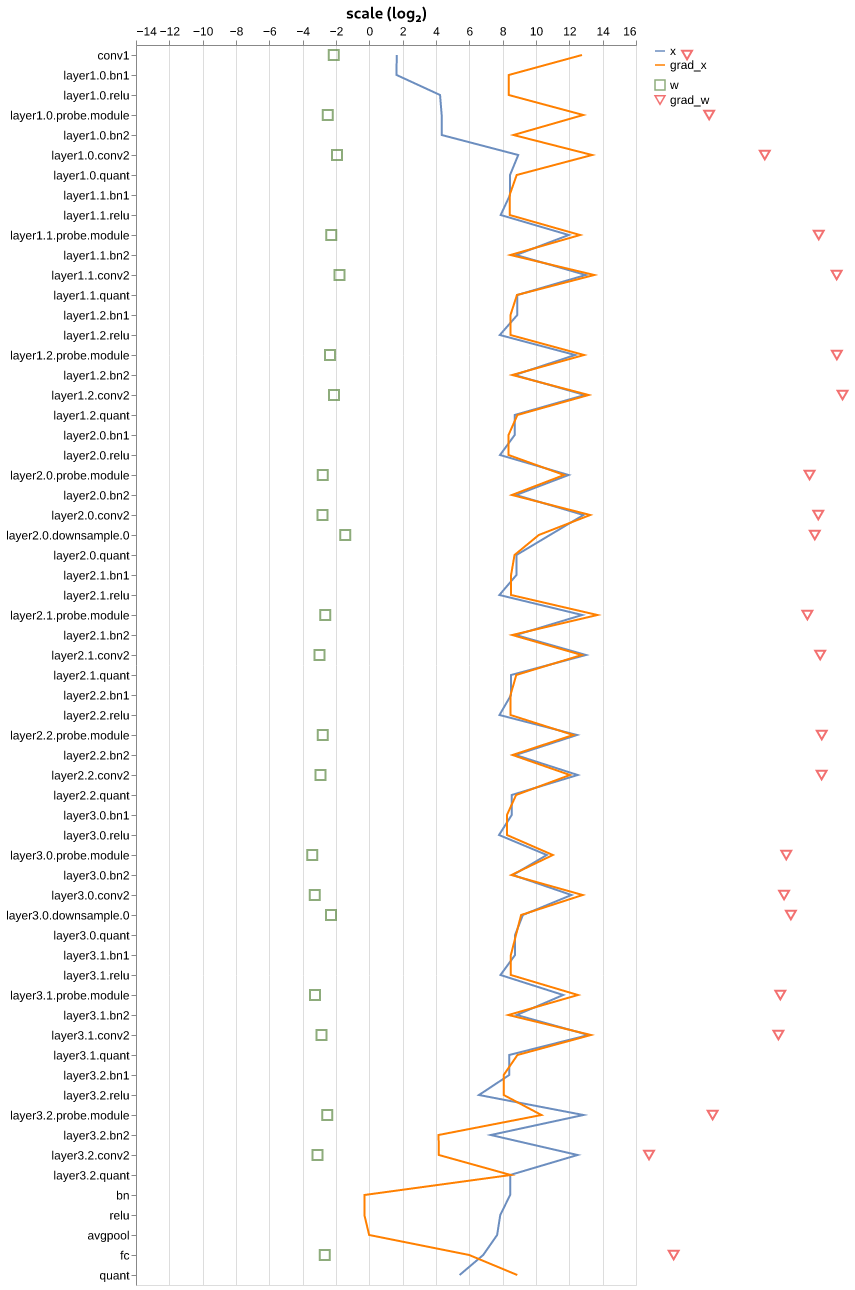 scale (log₂)
−14 −12 −10 −8 −6 −4 −2 0 2 4 6 8 10 12 14 16
x
grad_x
w
grad_w
conv1
layer1.0.bn1
layer1.0.relu
layer1.0.probe.module
layer1.0.bn2
layer1.0.conv2
layer1.0.quant
layer1.1.bn1
layer1.1.relu
layer1.1.probe.module
layer1.1.bn2
layer1.1.conv2
layer1.1.quant
layer1.2.bn1
layer1.2.relu
layer1.2.probe.module
layer1.2.bn2
layer1.2.conv2
layer1.2.quant
layer2.0.bn1
layer2.0.relu
layer2.0.probe.module
layer2.0.bn2
layer2.0.conv2
layer2.0.downsample.0
layer2.0.quant
layer2.1.bn1
layer2.1.relu
layer2.1.probe.module
layer2.1.bn2
layer2.1.conv2
layer2.1.quant
layer2.2.bn1
layer2.2.relu
layer2.2.probe.module
layer2.2.bn2
layer2.2.conv2
layer2.2.quant
layer3.0.bn1
layer3.0.relu
layer3.0.probe.module
layer3.0.bn2
layer3.0.conv2
layer3.0.downsample.0
layer3.0.quant
layer3.1.bn1
layer3.1.relu
layer3.1.probe.module
layer3.1.bn2
layer3.1.conv2
layer3.1.quant
layer3.2.bn1
layer3.2.relu
layer3.2.probe.module
layer3.2.bn2
layer3.2.conv2
layer3.2.quant
bn
relu
avgpool
fc
quant